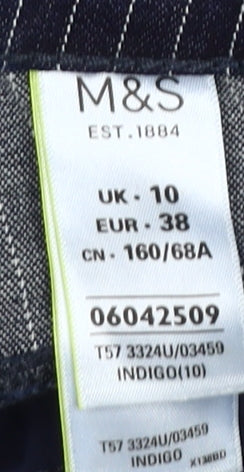 M&S
EST.1884
UK - 10
EUR - 38
CN - 160/68A
06042509
T57 3324U/03459
INDIGO(10)
T57 3324U/03459
INDIGO X138BD